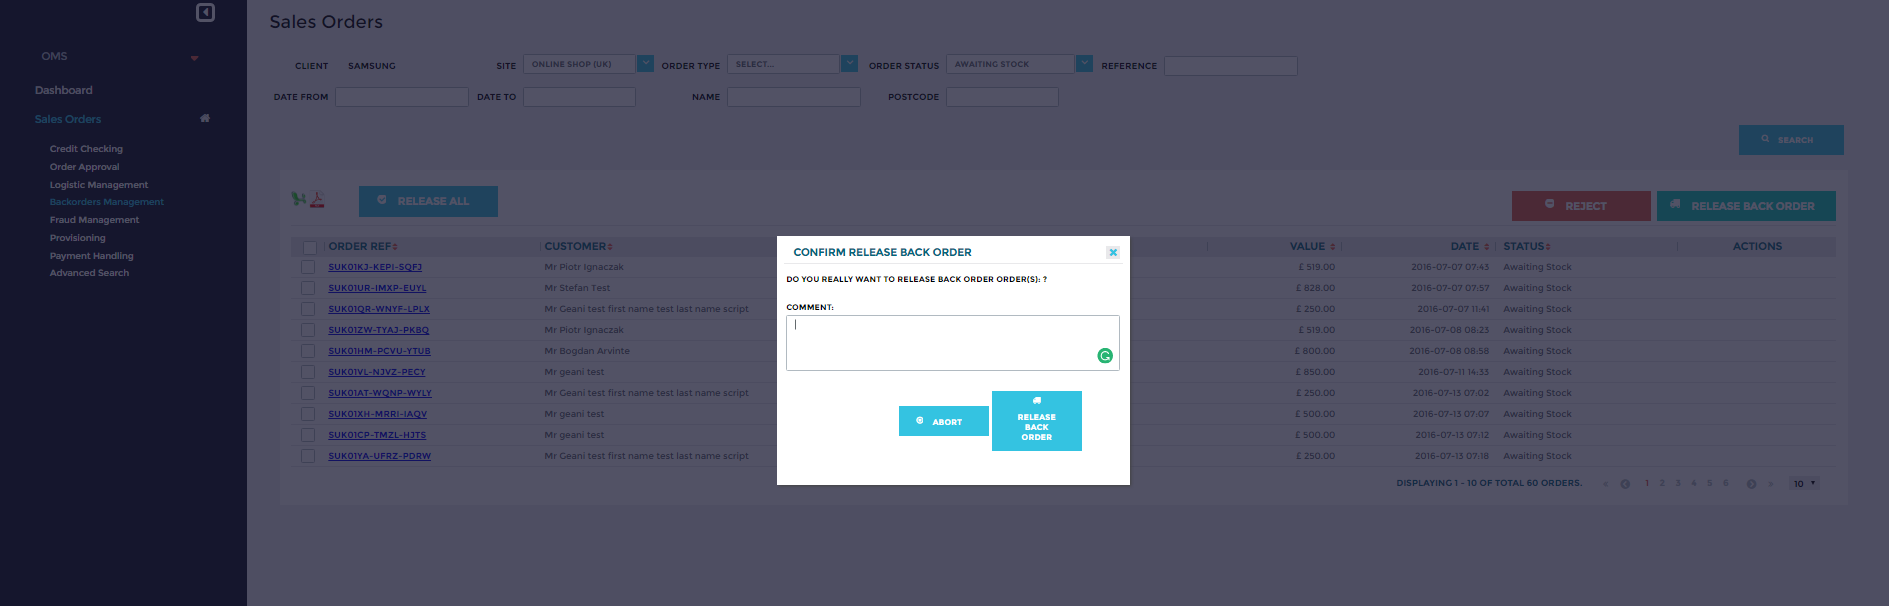 Sales Orders
OMS
Dashboard
Sales Orders
Credit Checking
Order Approval
Logistic Management
Backorders Management
Fraud Management
Provisioning
Payment Handling
Advanced Search
CLIENT SAMSUNG SITE ONLINE SHOP (UK) ORDER TYPE SELECT... ORDER STATUS AWAITING STOCK REFERENCE
DATE FROM DATE TO NAME POSTCODE
SEARCH
RELEASE ALL REJECT RELEASE BACK ORDER
ORDER REF CUSTOMER VALUE DATE STATUS ACTIONS
SUK01KJ-KEPI-SQFJ Mr Piotr Ignaczak £ 519.00 2016-07-07 07:43 Awaiting Stock
SUK01UR-IMXP-EUYL Mr Stefan Test £ 828.00 2016-07-07 07:57 Awaiting Stock
SUK01QR-WNYF-LPLX Mr Geani test first name test last name script £ 250.00 2016-07-07 11:41 Awaiting Stock
SUK01ZW-TYAJ-PKBQ Mr Piotr Ignaczak £ 519.00 2016-07-08 08:23 Awaiting Stock
SUK01HM-PCVU-YTUB Mr Bogdan Arvinte £ 800.00 2016-07-08 08:58 Awaiting Stock
SUK01VL-NJVZ-PECY Mr geani test £ 850.00 2016-07-11 14:33 Awaiting Stock
SUK01AT-WQNP-WYLY Mr Geani test first name test last name script £ 250.00 2016-07-13 07:02 Awaiting Stock
SUK01XH-MRRI-IAQV Mr geani test £ 500.00 2016-07-13 07:07 Awaiting Stock
SUK01CP-TMZL-HJTS Mr geani test £ 500.00 2016-07-13 07:12 Awaiting Stock
SUK01YA-UFRZ-PDRW Mr Geani test first name test last name script £ 250.00 2016-07-13 07:18 Awaiting Stock
DISPLAYING 1 - 10 OF TOTAL 60 ORDERS. « 1 2 3 4 5 6 » 10
CONFIRM RELEASE BACK ORDER
DO YOU REALLY WANT TO RELEASE BACK ORDER ORDER(S): ?
COMMENT:
ABORT
RELEASE
BACK
ORDER